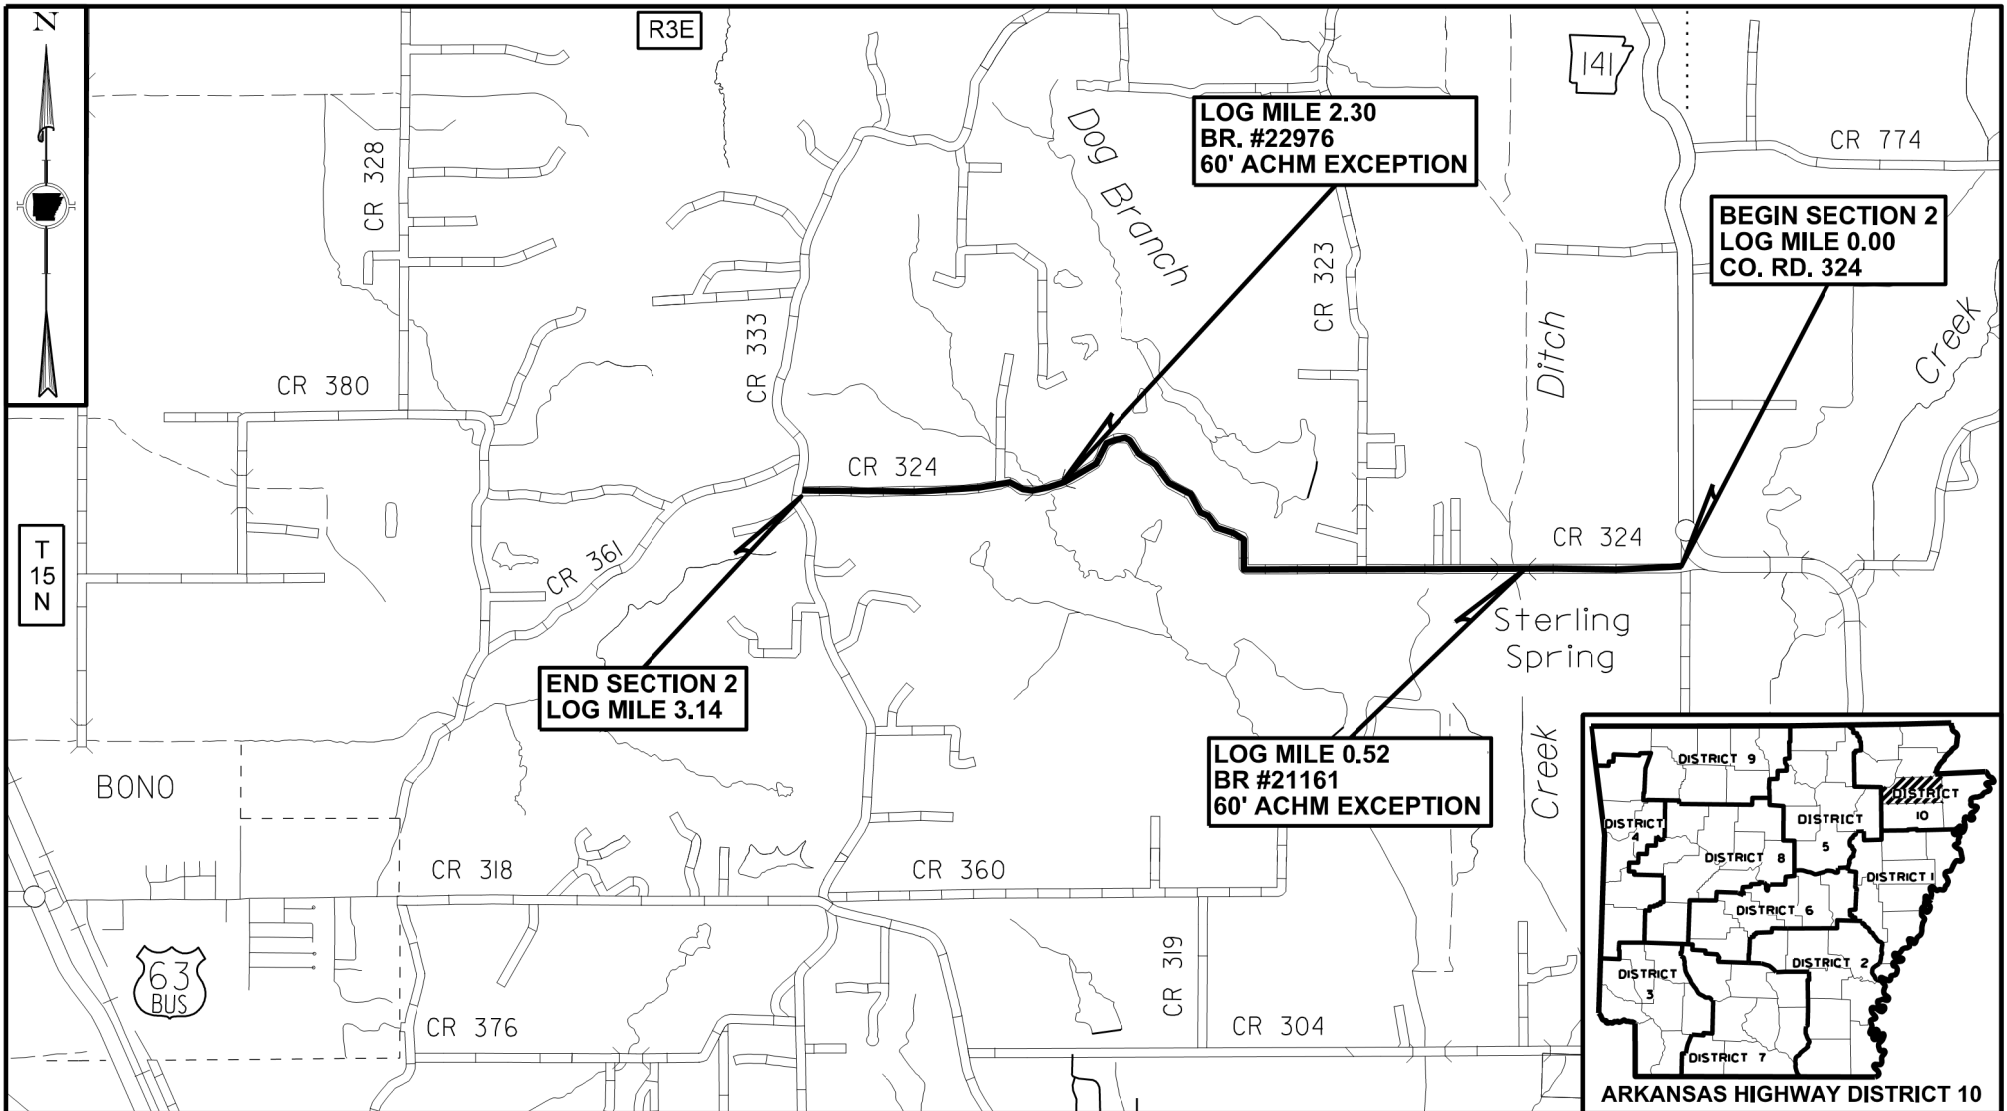 N
R3E
141
LOG MILE 2.30
BR. #22976
60' ACHM EXCEPTION
CR 774
CR 328
Dog Branch
BEGIN SECTION 2
LOG MILE 0.00
CO. RD. 324
CR 323
CR 333
Ditch
Creek
CR 380
CR 324
T
15
N
CR 361
CR 324
Sterling
Spring
END SECTION 2
LOG MILE 3.14
LOG MILE 0.52
BR #21161
60' ACHM EXCEPTION
Creek
BONO
CR 318
CR 360
63
BUS
CR 319
CR 376
CR 304
DISTRICT 9
DISTRICT
10
DISTRICT
4
DISTRICT
5
DISTRICT 8
DISTRICT 1
DISTRICT 6
DISTRICT 2
DISTRICT
3
DISTRICT 7
ARKANSAS HIGHWAY DISTRICT 10